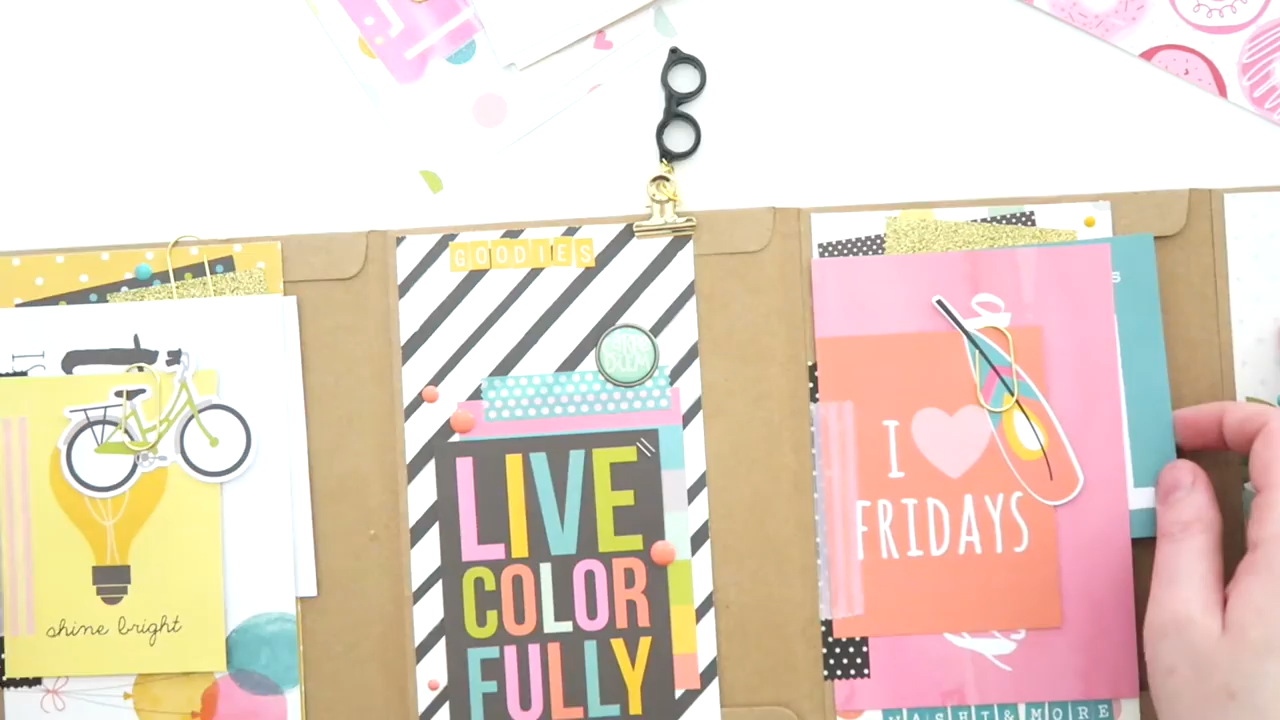 shine bright
GOODIES
LIVE
COLOR
FULLY
I
FRIDAYS
WASHI & MORE